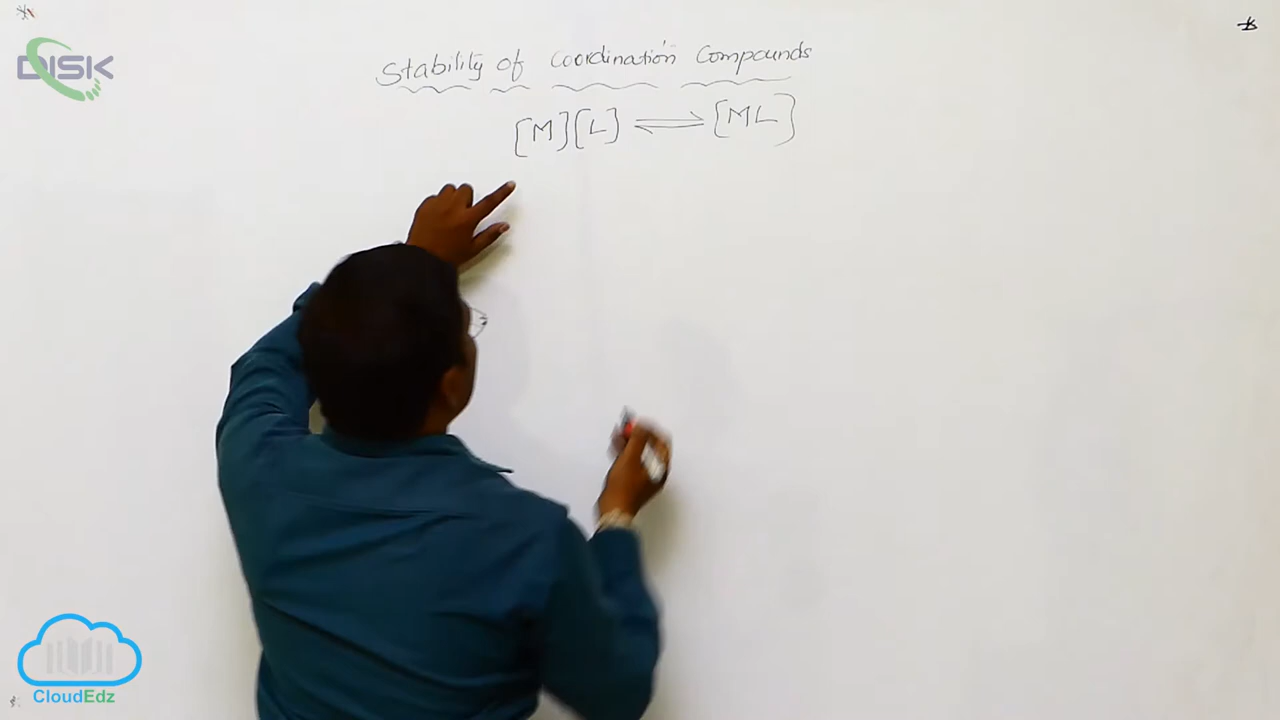 DISK
Stability of Coordination Compounds
[M][L] ⇌ [ML]
CloudEdz